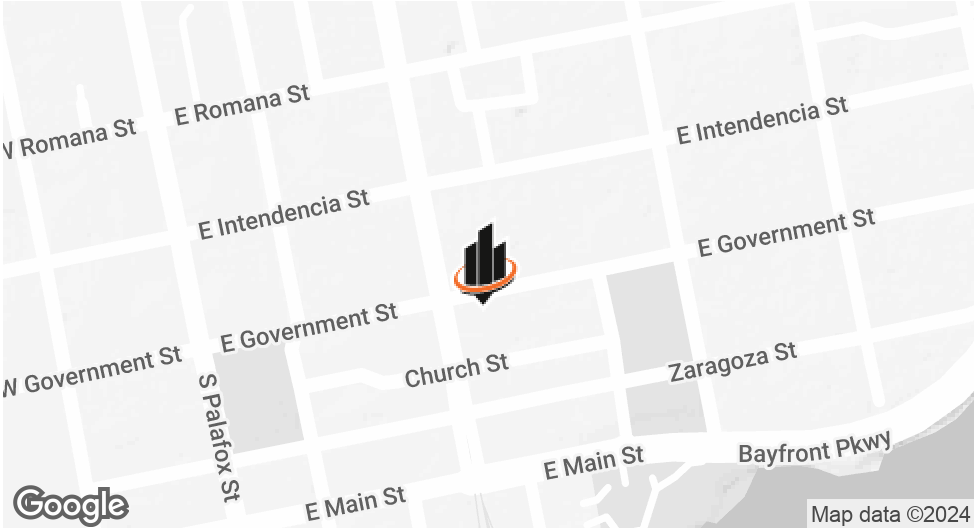 E Romana St
W Romana St
E Intendencia St
E Intendencia St
E Government St
E Government St
W Government St
Church St
Zaragoza St
S Palafox St
Bayfront Pkwy
E Main St
E Main St
Google
Map data ©2024